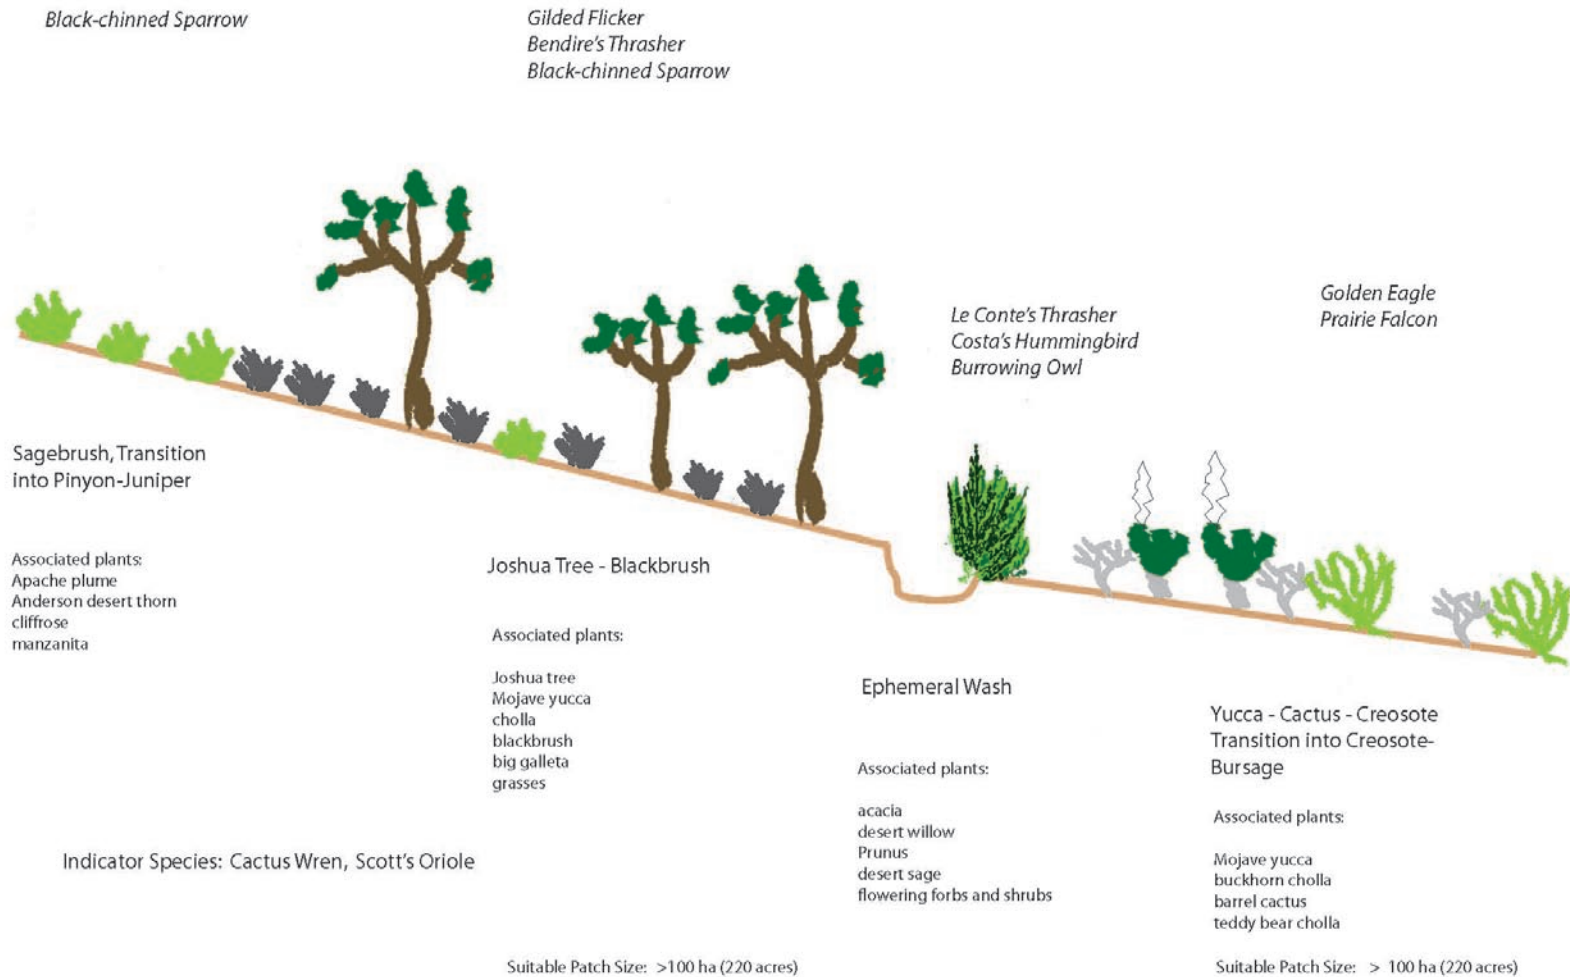 Black-chinned Sparrow
Gilded Flicker
Bendire's Thrasher
Black-chinned Sparrow
Le Conte's Thrasher
Costa's Hummingbird
Burrowing Owl
Golden Eagle
Prairie Falcon
Sagebrush, Transition
into Pinyon-Juniper
Associated plants:
Apache plume
Anderson desert thorn
cliffrose
manzanita
Joshua Tree - Blackbrush
Associated plants:
Joshua tree
Mojave yucca
cholla
blackbrush
big galleta
grasses
Ephemeral Wash
Associated plants:
acacia
desert willow
Prunus
desert sage
flowering forbs and shrubs
Yucca - Cactus - Creosote
Transition into Creosote-
Bursage
Associated plants:
Mojave yucca
buckhorn cholla
barrel cactus
teddy bear cholla
Indicator Species: Cactus Wren, Scott's Oriole
Suitable Patch Size: >100 ha (220 acres)
Suitable Patch Size: > 100 ha (220 acres)